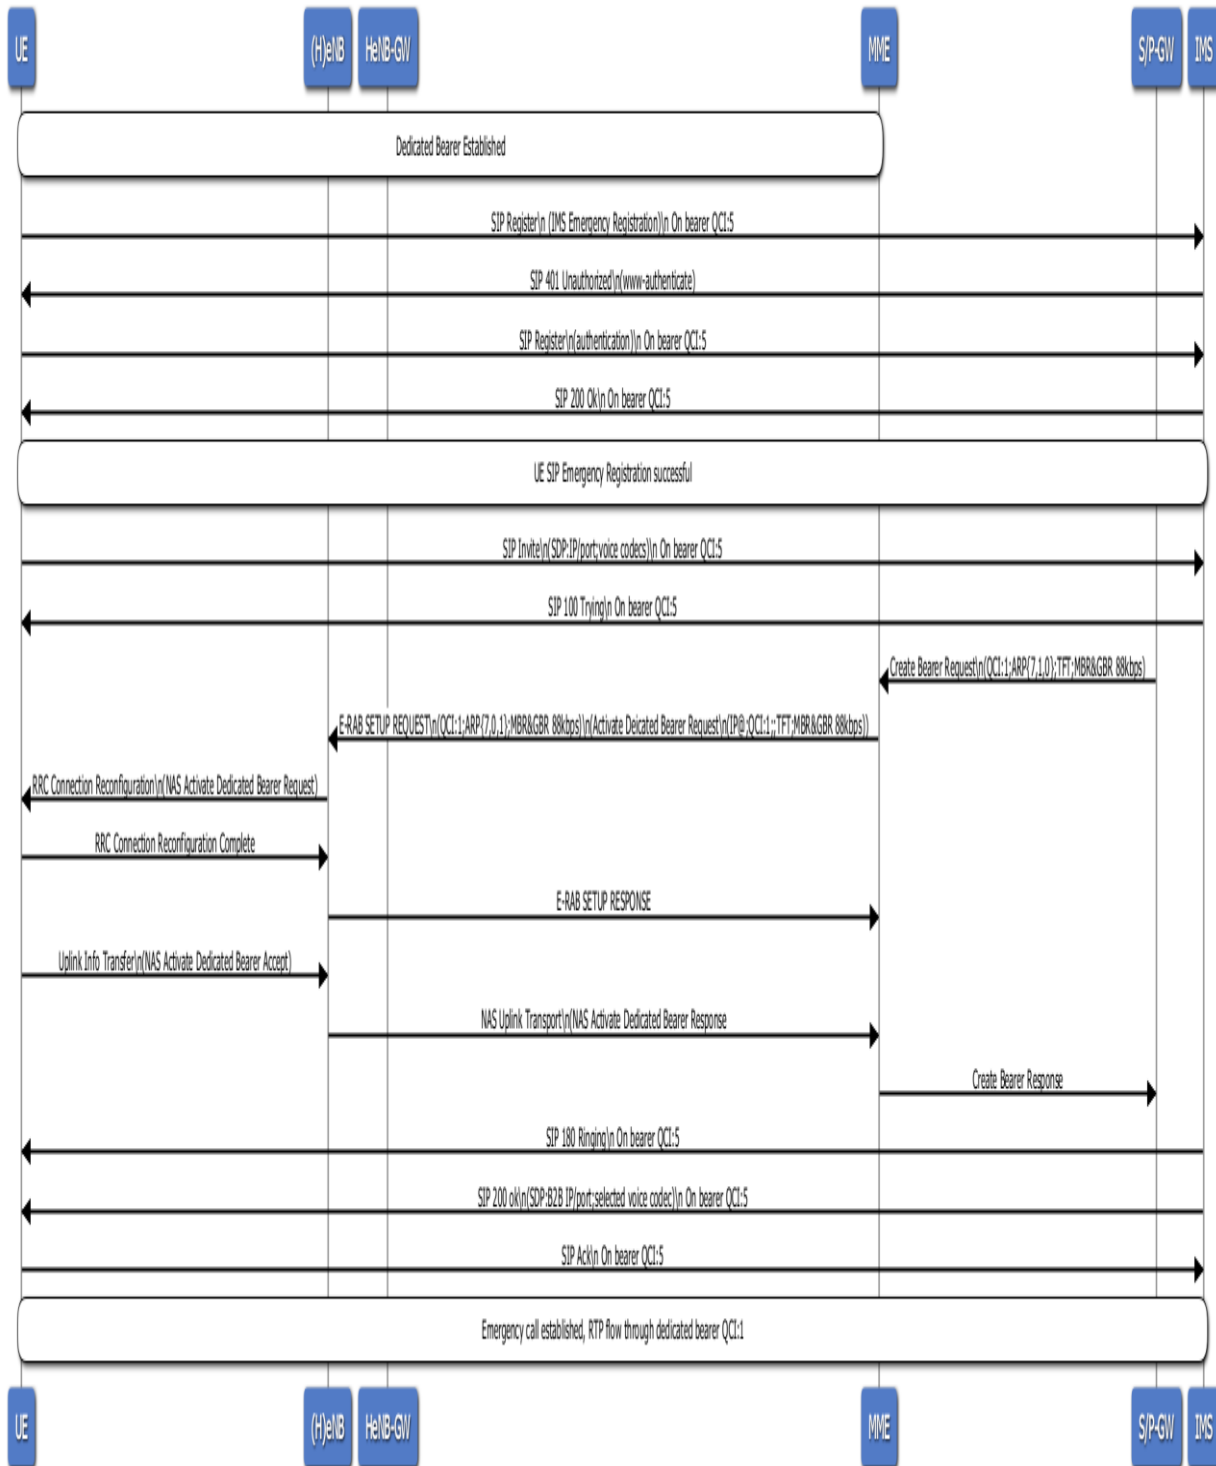 UE (H)eNB HeNB-GW MME S/P-GW IMS
Dedicated Bearer Established
SIP Register\n (IMS Emergency Registration)\n On bearer QCI:5
SIP 401 Unauthorized\n(www-authenticate)
SIP Register\n(authentication)\n On bearer QCI:5
SIP 200 Ok\n On bearer QCI:5
UE SIP Emergency Registration successful
SIP Invite\n(SDP:IP/port;voice codecs)\n On bearer QCI:5
SIP 100 Trying\n On bearer QCI:5
Create Bearer Request\n(QCI:1;ARP{7,1,0};TFT;MBR&GBR 88kbps)
E-RAB SETUP REQUEST\n(QCI:1;ARP{7,0,1};MBR&GBR 88kbps)\n(Activate Deicated Bearer Request\n(IP@;QCI:1;;TFT;MBR&GBR 88kbps))
RRC Connection Reconfiguration\n(NAS Activate Dedicated Bearer Request)
RRC Connection Reconfiguration Complete
E-RAB SETUP RESPONSE
Uplink Info Transfer\n(NAS Activate Dedicated Bearer Accept)
NAS Uplink Transport\n(NAS Activate Dedicated Bearer Response
Create Bearer Response
SIP 180 Ringing\n On bearer QCI:5
SIP 200 ok\n(SDP:B2B IP/port;selected voice codec)\n On bearer QCI:5
SIP Ack\n On bearer QCI:5
Emergency call established, RTP flow through dedicated bearer QCI:1
UE (H)eNB HeNB-GW MME S/P-GW IMS